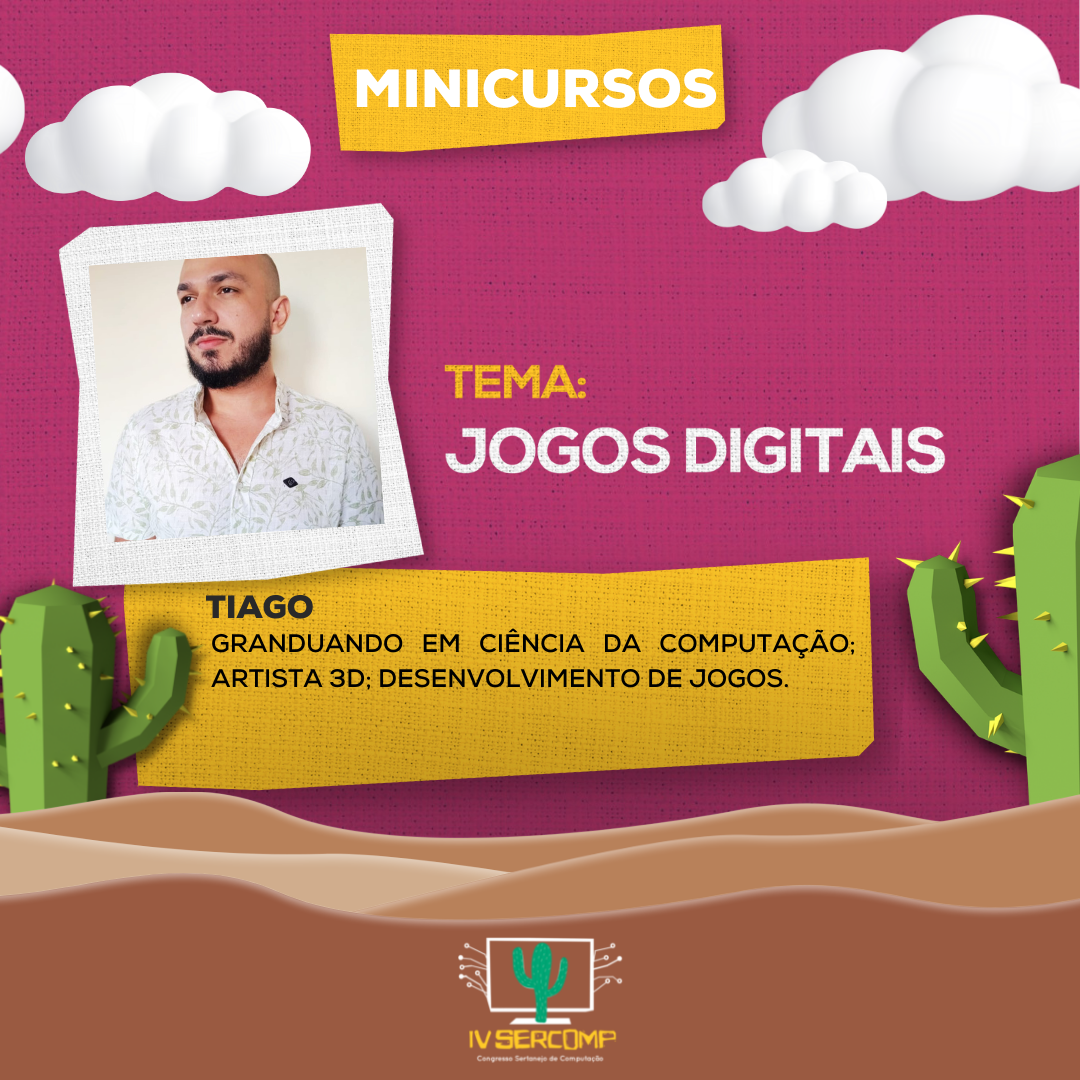 MINICURSOS
TEMA:
JOGOS DIGITAIS
TIAGO
GRANDUANDO EM CIÊNCIA DA COMPUTAÇÃO;
ARTISTA 3D; DESENVOLVIMENTO DE JOGOS.
IV SERCOMP
Congresso Sertanejo de Computação